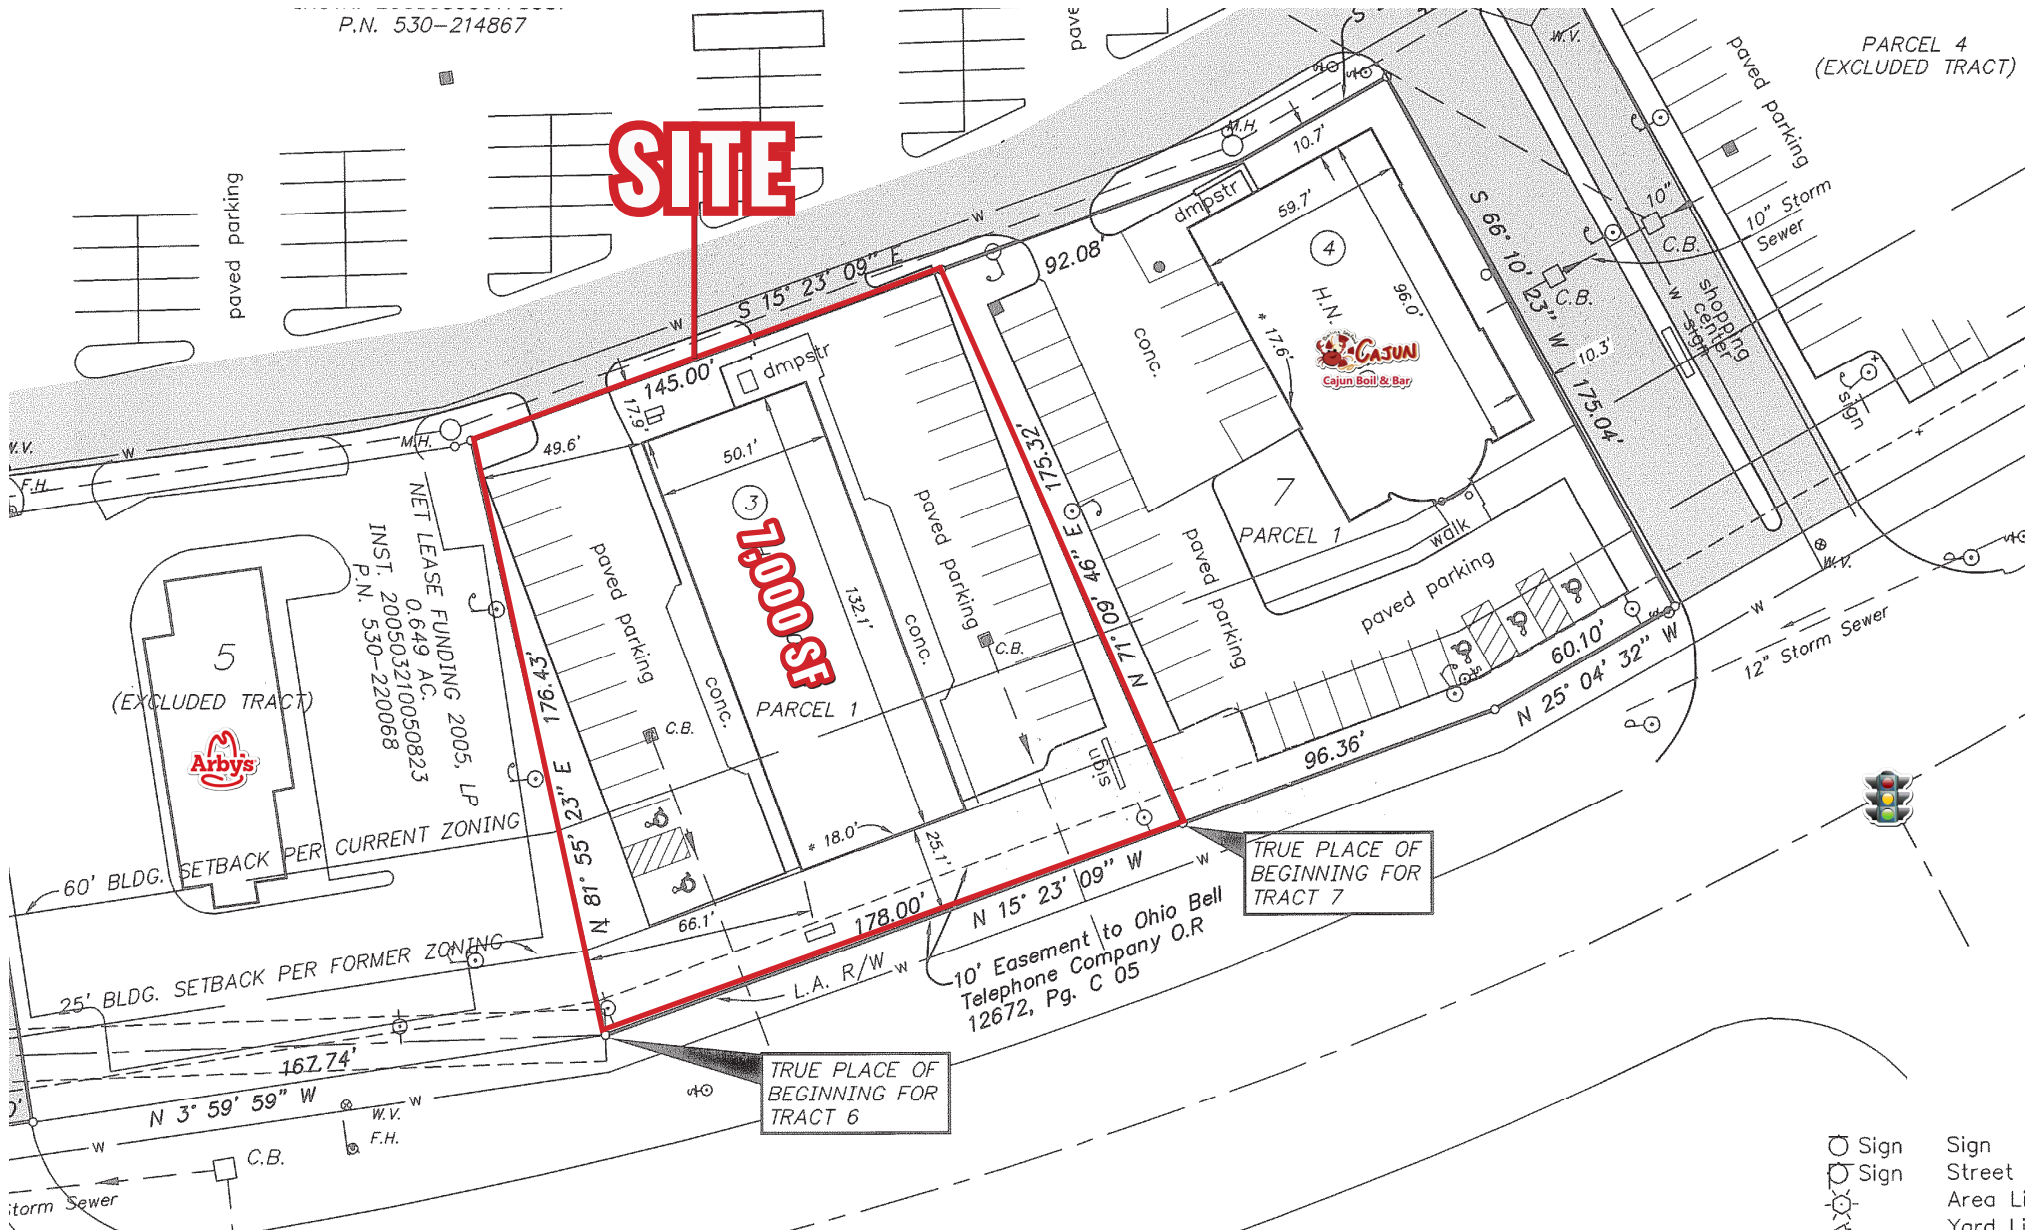 P.N. 530-214867
PARCEL 4
(EXCLUDED TRACT)
paved parking
paved parking
pave
W.V.
SITE
M.H.
10.7'
dmpstr
59.7'
4
H.N.
96.0'
* 17.6'
CAJUN
Cajun Boil & Bar
S 66° 10' 23" W
175.04'
10.3'
10"
10" Storm
Sewer
C.B.
C.B.
shopping
center
sign
sign
W
W
W
S 15° 23' 09" E
92.08'
145.00'
dmpstr
17.9'
49.6'
50.1'
3
7,000 SF
132.1'
PARCEL 1
paved parking
conc.
C.B.
paved parking
conc.
C.B.
conc.
175.32'
N 71° 09' 46" E
paved
parking
7
PARCEL 1
walk
paved parking
60.10'
N 25° 04' 32" W
96.36'
12" Storm Sewer
W.V.
W
W.V.
M.H.
F.H.
W
NET LEASE FUNDING 2005, LP
0.649 AC.
INST. 200503210050823
P.N. 530-220068
5
(EXCLUDED TRACT)
Arby's
176.43'
N 81° 55' 23" E
60' BLDG. SETBACK PER CURRENT ZONING
25' BLDG. SETBACK PER FORMER ZONING
* 18.0'
25.1'
66.1'
178.00'
N 15° 23' 09" W
sign
W
W
L.A. R/W
10' Easement to Ohio Bell
Telephone Company O.R
12672, Pg. C 05
TRUE PLACE OF
BEGINNING FOR
TRACT 7
TRUE PLACE OF
BEGINNING FOR
TRACT 6
167.74'
N 3° 59' 59" W
W
W.V.
F.H.
W
C.B.
Storm Sewer
Sign
Sign
Sign
Street
Area Li
Yard Li